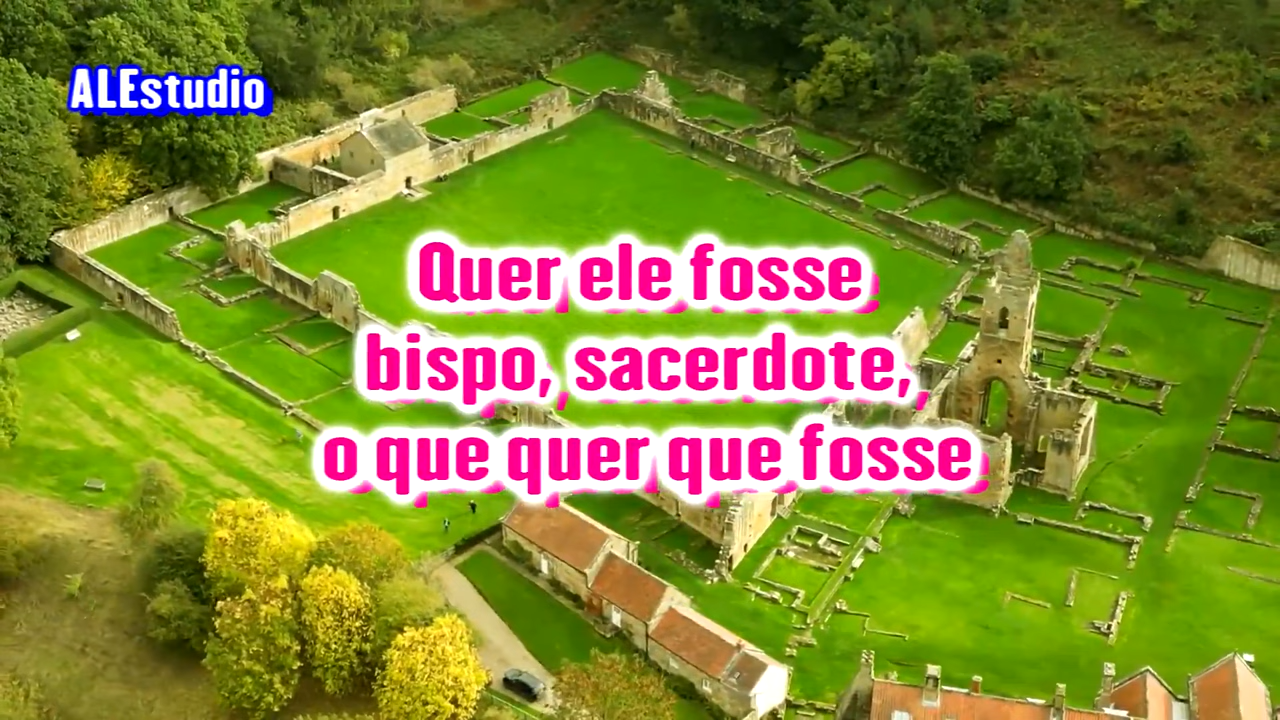 ALEstudio
Quer ele fosse
bispo, sacerdote,
o que quer que fosse